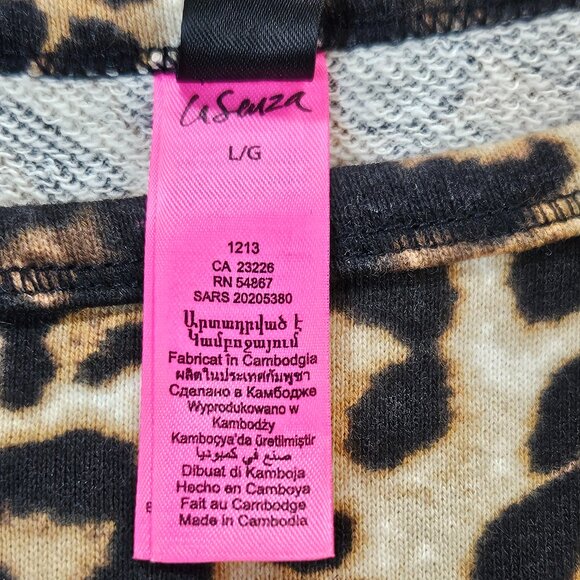 la Senza
L/G
1213
CA 23226
RN 54867
SARS 20205380
Արտադրված է
Կամբոջայում
Fabricat în Cambodgia
ผลิตในประเทศกัมพูชา
Сделано в Камбодже
Wyprodukowano w
Kambodży
Kamboçya'da üretilmiştir
صنع في كمبوديا
Dibuat di Kamboja
Hecho en Camboya
Fait au Cambodge
Made in Cambodia